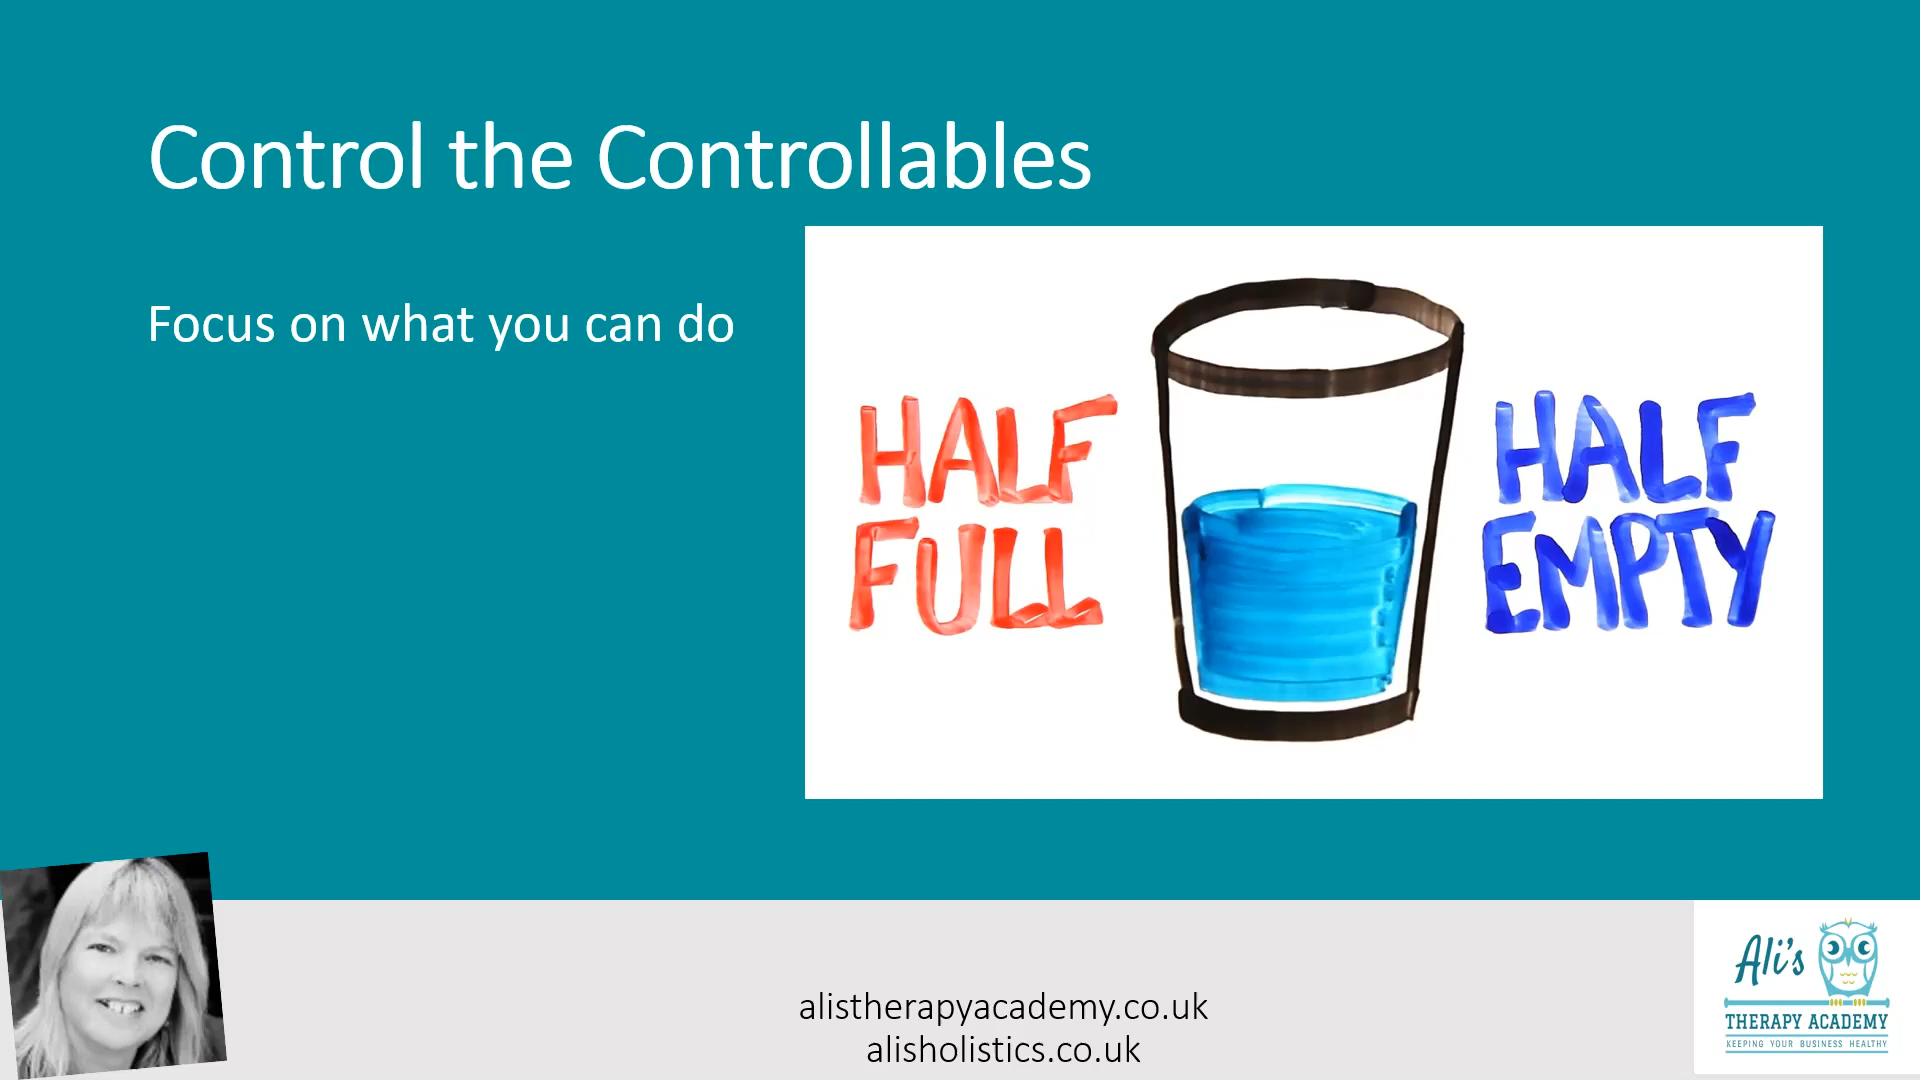 Control the Controllables
Focus on what you can do
HALF
FULL
HALF
EMPTY
alistherapyacademy.co.uk
alisholistics.co.uk
Ali's
THERAPY ACADEMY
KEEPING YOUR BUSINESS HEALTHY